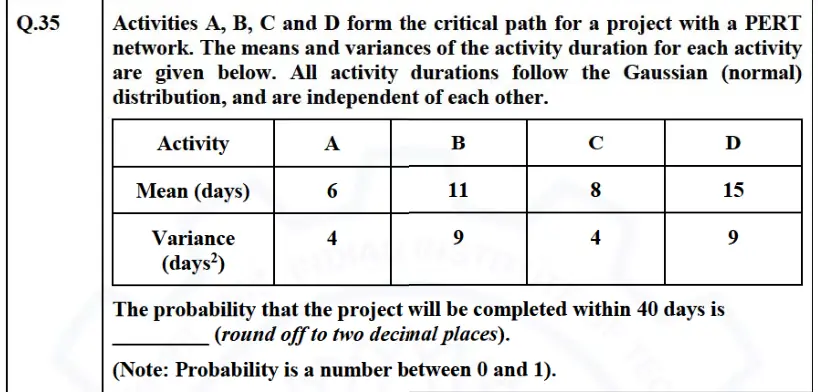 Q.35 Activities A, B, C and D form the critical path for a project with a PERT
network. The means and variances of the activity duration for each activity
are given below. All activity durations follow the Gaussian (normal)
distribution, and are independent of each other.
Activity A B C D
Mean (days) 6 11 8 15
Variance 4 9 4 9
(days²)
The probability that the project will be completed within 40 days is
_________ (round off to two decimal places).
(Note: Probability is a number between 0 and 1).